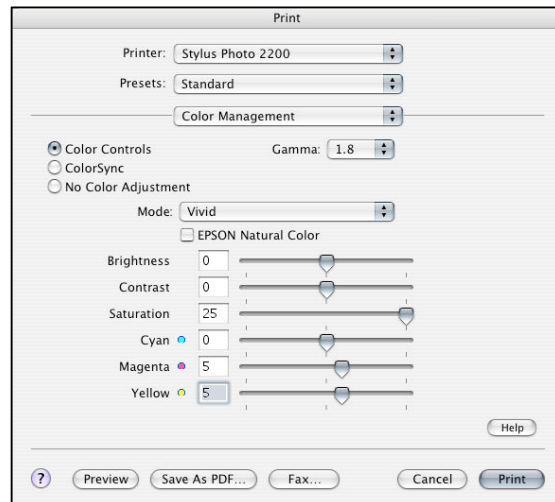 Print
Printer: Stylus Photo 2200
Presets: Standard
Color Management
Color Controls Gamma: 1.8
ColorSync
No Color Adjustment
Mode: Vivid
EPSON Natural Color
Brightness 0
Contrast 0
Saturation 25
Cyan 0
Magenta 5
Yellow 5
Help
? Preview Save As PDF... Fax... Cancel Print